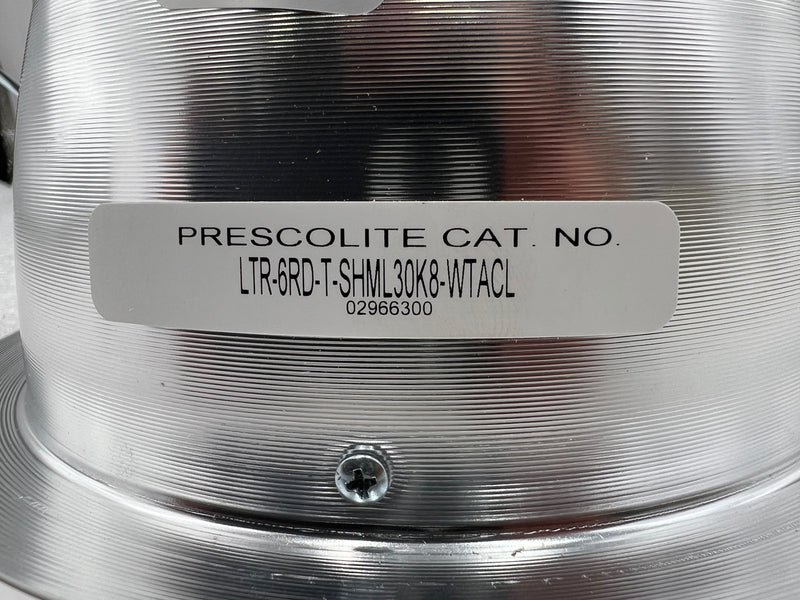 PRESCOLITE CAT. NO.
LTR-6RD-T-SHML30K8-WTACL
02966300